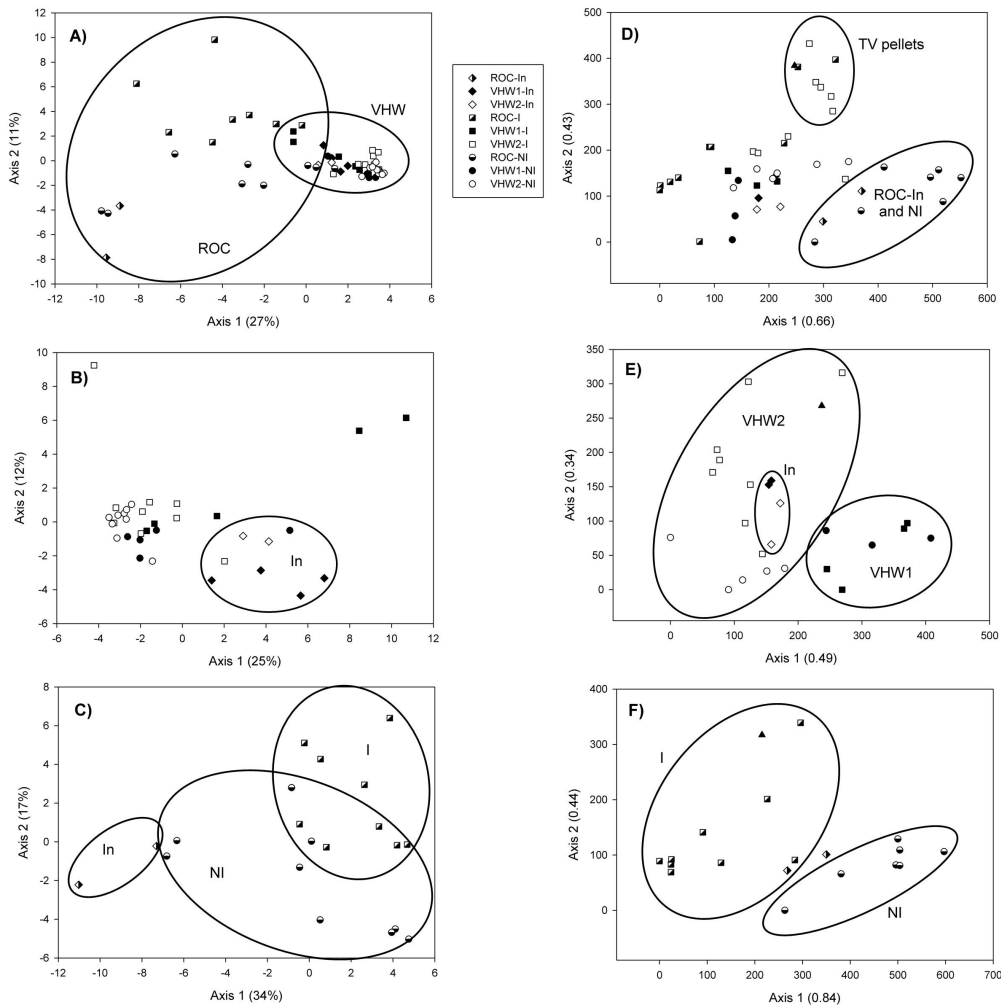 A)
12
10
8
6
4
2
0
-2
-4
-6
-8
-10
Axis 2 (11%)
VHW
ROC
-12 -10 -8 -6 -4 -2 0 2 4 6
Axis 1 (27%)
ROC-In
VHW1-In
VHW2-In
ROC-I
VHW1-I
VHW2-I
ROC-NI
VHW1-NI
VHW2-NI
D)
500
400
300
200
100
0
Axis 2 (0.43)
TV pellets
ROC-In
and NI
0 100 200 300 400 500 600
Axis 1 (0.66)
B)
10
8
6
4
2
0
-2
-4
-6
Axis 2 (12%)
In
-6 -4 -2 0 2 4 6 8 10 12
Axis 1 (25%)
E)
350
300
250
200
150
100
50
0
Axis 2 (0.34)
VHW2
In
VHW1
0 100 200 300 400 500
Axis 1 (0.49)
C)
8
6
4
2
0
-2
-4
-6
Axis 2 (17%)
I
In
NI
-12 -10 -8 -6 -4 -2 0 2 4 6
Axis 1 (34%)
F)
400
300
200
100
0
Axis 2 (0.44)
I
NI
0 100 200 300 400 500 600 700
Axis 1 (0.84)